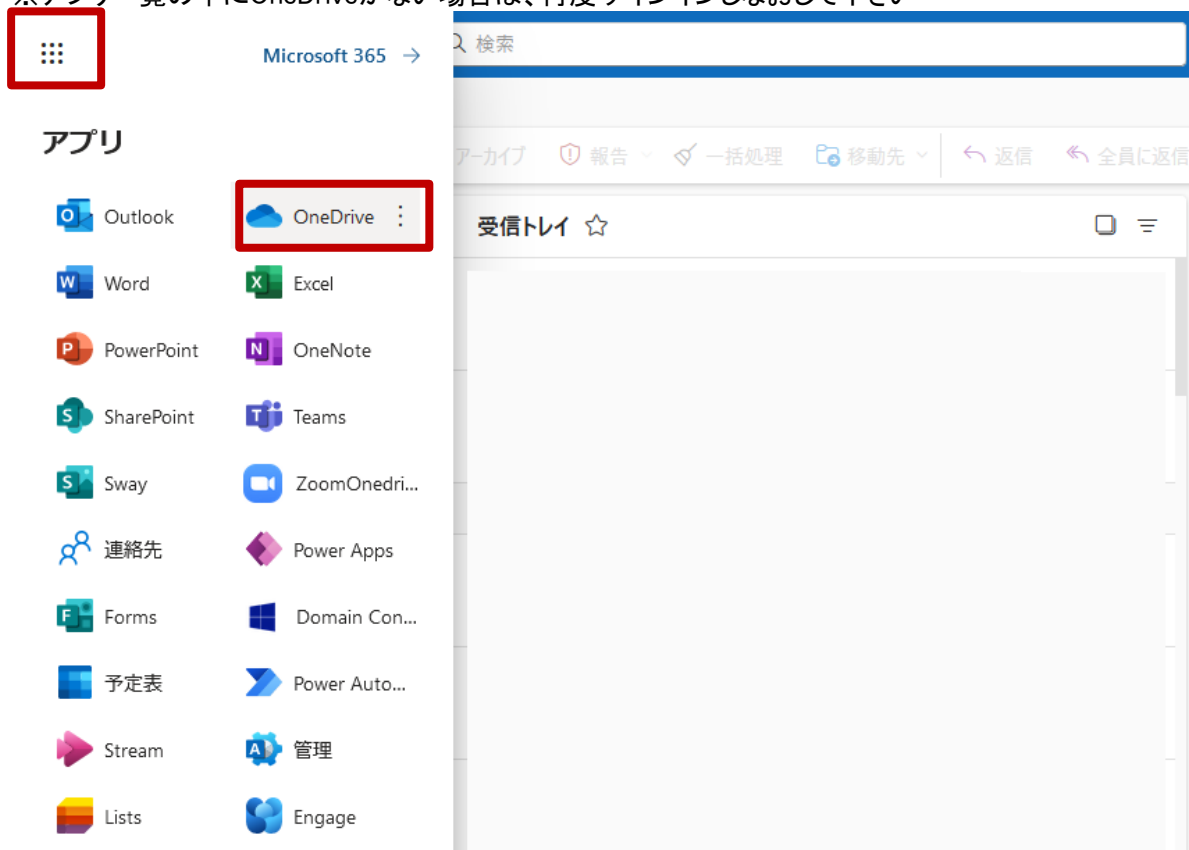 OneDrive
Microsoft 365 →
検索
アプリ
アーカイブ 報告 一括処理 移動先 返信 全員に返信
Outlook OneDrive
受信トレイ
Word Excel
PowerPoint OneNote
SharePoint Teams
Sway ZoomOnedri...
連絡先 Power Apps
Forms Domain Con...
予定表 Power Auto...
Stream 管理
Lists Engage